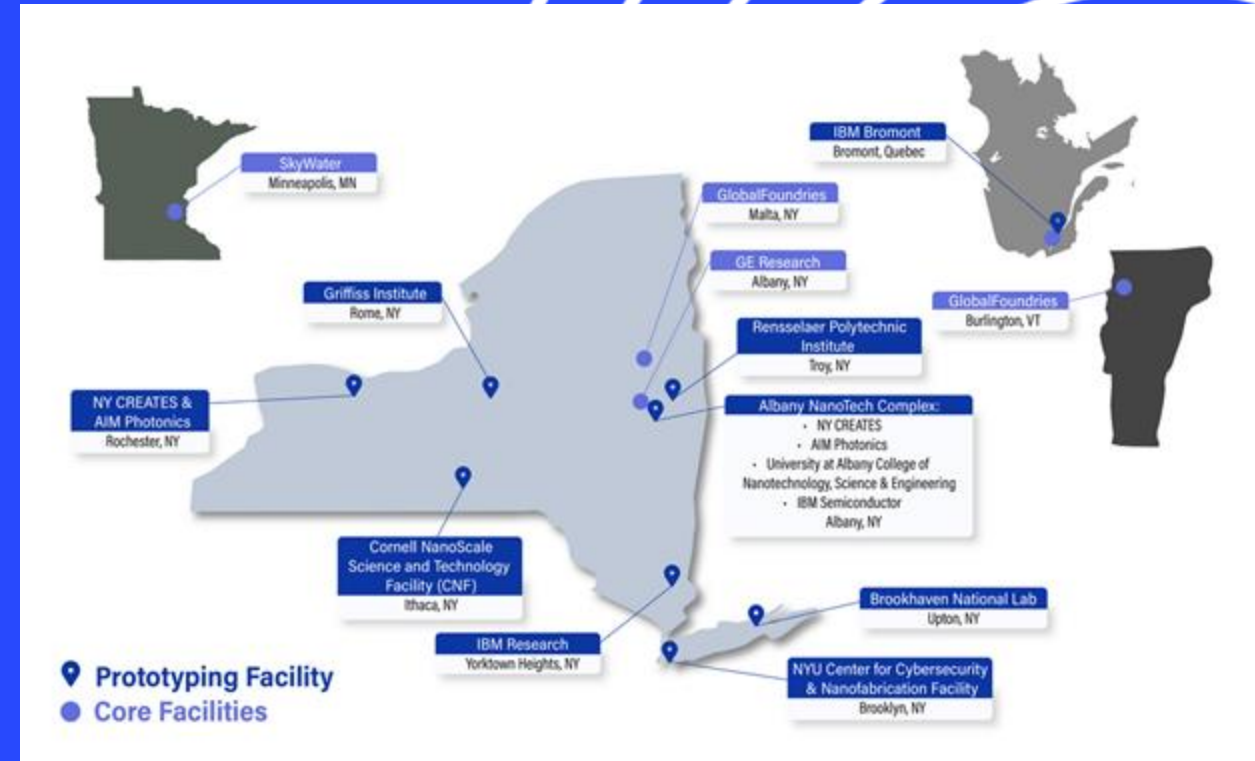 SkyWater
Minneapolis, MN
IBM Bromont
Bromont, Quebec
GlobalFoundries
Malta, NY
GE Research
Albany, NY
GlobalFoundries
Burlington, VT
Griffiss Institute
Rome, NY
Rensselaer Polytechnic
Institute
Troy, NY
NY CREATES &
AIM Photonics
Rochester, NY
Albany NanoTech Complex:
• NY CREATES
• AIM Photonics
• University at Albany College of
Nanotechnology, Science & Engineering
• IBM Semiconductor
Albany, NY
Cornell NanoScale
Science and Technology
Facility (CNF)
Ithaca, NY
Brookhaven National Lab
Upton, NY
IBM Research
Yorktown Heights, NY
NYU Center for Cybersecurity
& Nanofabrication Facility
Brooklyn, NY
Prototyping Facility
Core Facilities